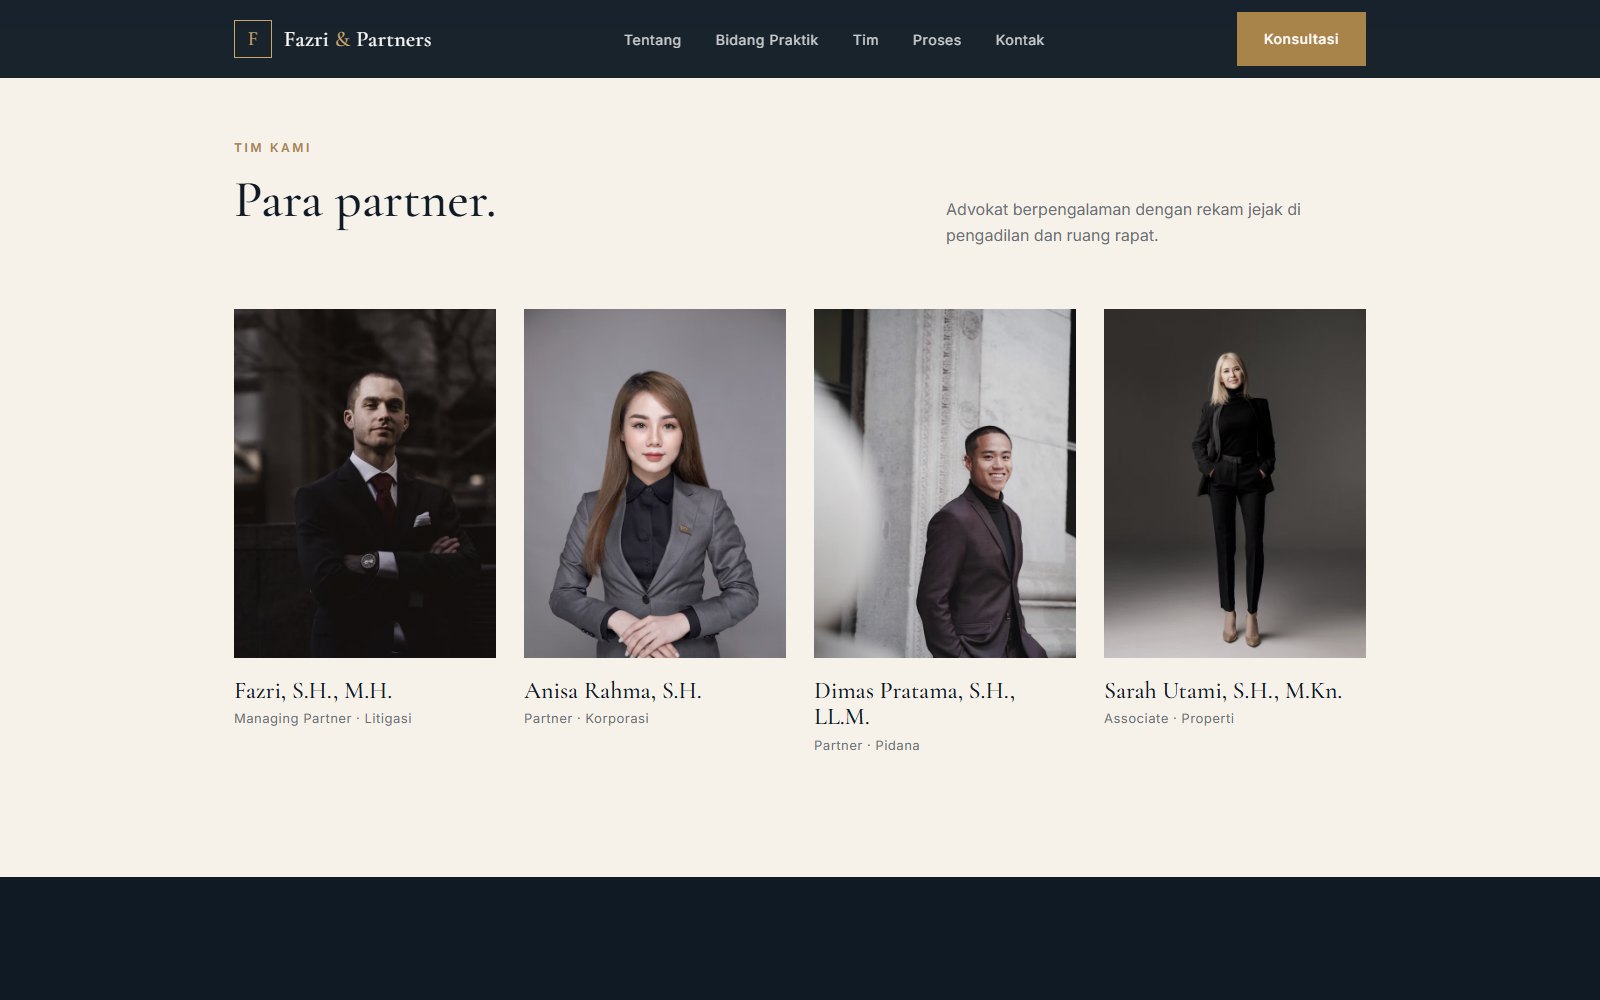 F
Fazri & Partners
Tentang
Bidang Praktik
Tim
Proses
Kontak
Konsultasi
TIM KAMI
Para partner.
Advokat berpengalaman dengan rekam jejak di
pengadilan dan ruang rapat.
Fazri, S.H., M.H.
Managing Partner · Litigasi
Anisa Rahma, S.H.
Partner · Korporasi
Dimas Pratama, S.H.,
LL.M.
Partner · Pidana
Sarah Utami, S.H., M.Kn.
Associate · Properti